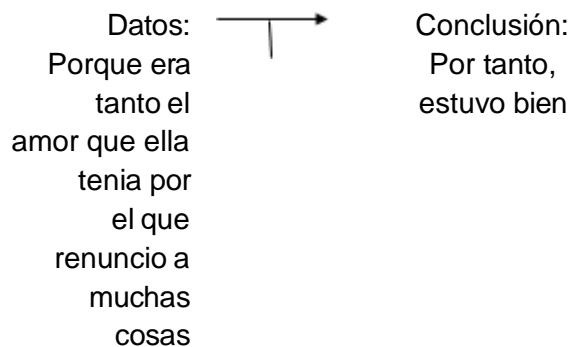 Datos:
Porque era
tanto el
amor que ella
tenia por
el que
renuncio a
muchas
cosas
Conclusión:
Por tanto,
estuvo bien